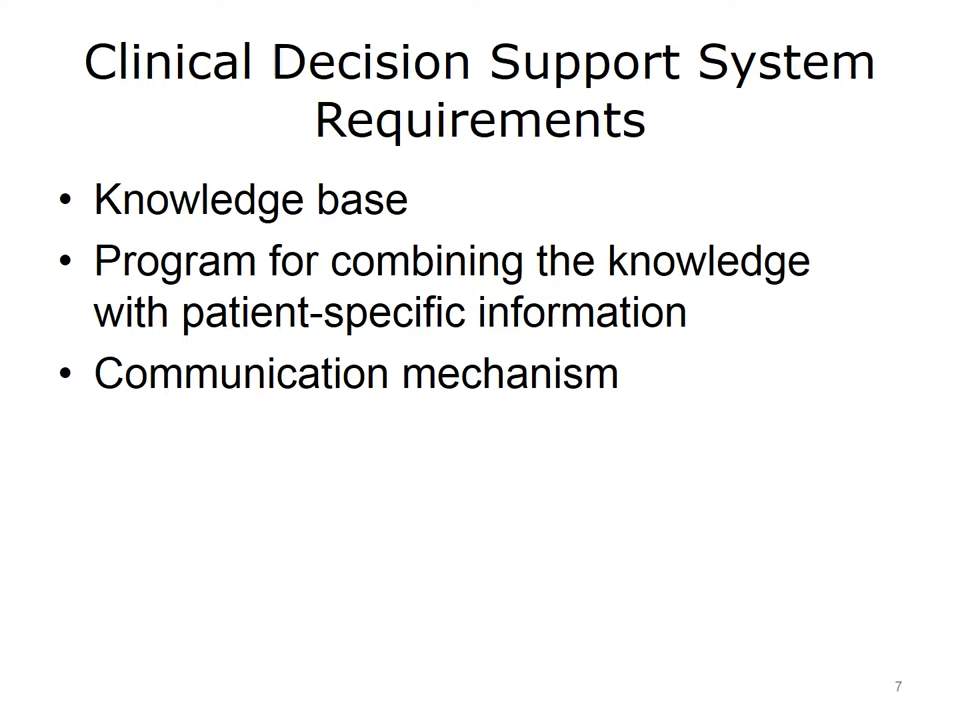 Clinical Decision Support System
Requirements
• Knowledge base
• Program for combining the knowledge
with patient-specific information
• Communication mechanism
7